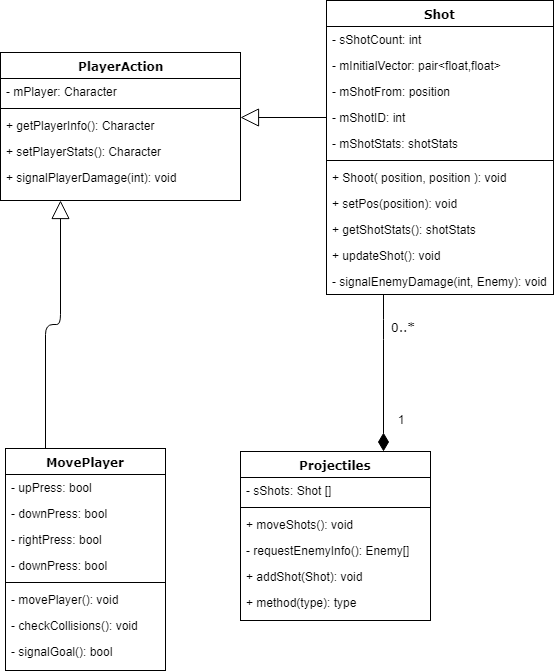 PlayerAction
- mPlayer: Character
+ getPlayerInfo(): Character
+ setPlayerStats(): Character
+ signalPlayerDamage(int): void
Shot
- sShotCount: int
- mInitialVector: pair<float,float>
- mShotFrom: position
- mShotID: int
- mShotStats: shotStats
+ Shoot( position, position ): void
+ setPos(position): void
+ getShotStats(): shotStats
+ updateShot(): void
- signalEnemyDamage(int, Enemy): void
0..*
1
MovePlayer
- upPress: bool
- downPress: bool
- rightPress: bool
- downPress: bool
- movePlayer(): void
- checkCollisions(): void
- signalGoal(): bool
Projectiles
- sShots: Shot []
+ moveShots(): void
- requestEnemyInfo(): Enemy[]
+ addShot(Shot): void
+ method(type): type